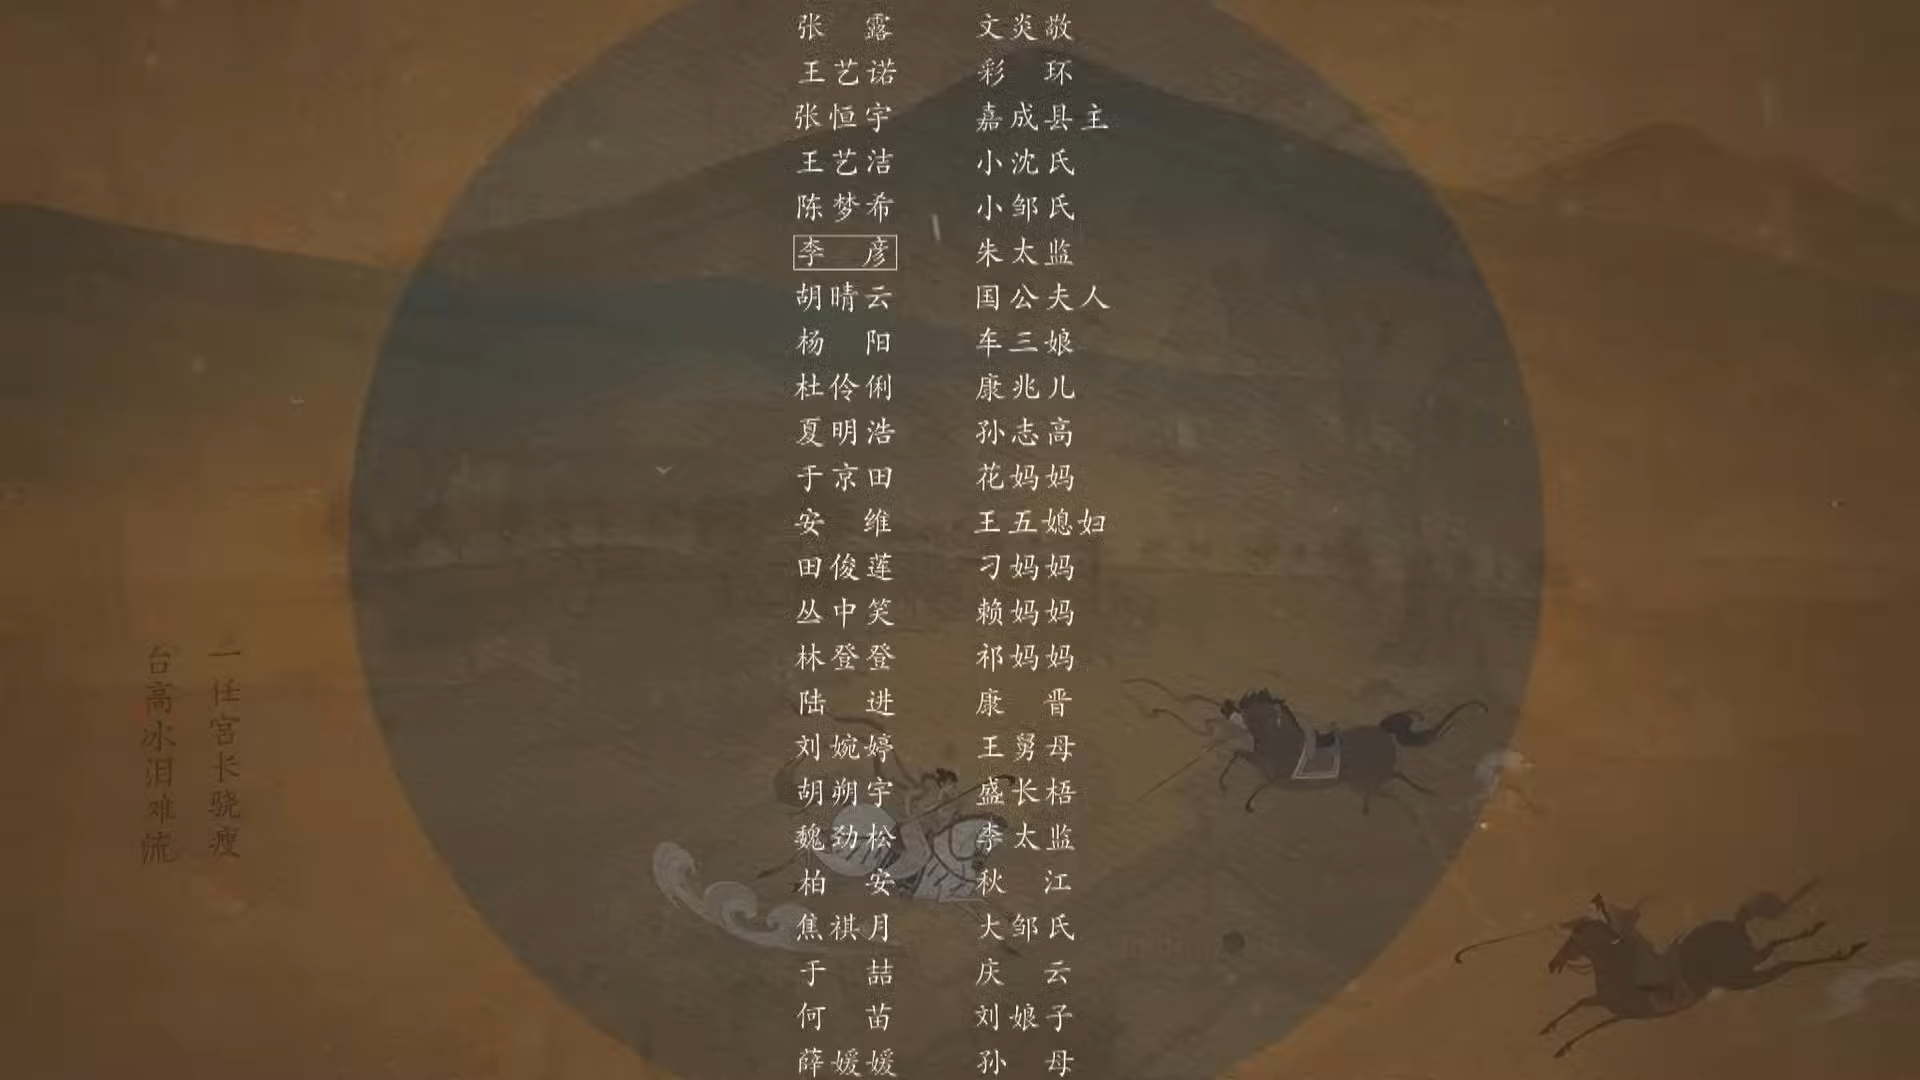 张露 文炎敬
王艺诺 彩环
张恒宇 嘉成县主
王艺洁 小沈氏
陈梦希 小邹氏
李彦 朱太监
胡晴云 国公夫人
杨阳 车三娘
杜伶俐 康兆儿
夏明浩 孙志高
于京田 花妈妈
安维 王五媳妇
田俊莲 刁妈妈
丛中笑 赖妈妈
林登登 祁妈妈
陆进 康晋
刘婉婷 王舅母
胡朔宇 盛长梧
魏劲松 李太监
柏安 秋江
焦祺月 大邹氏
于喆 庆云
何苗 刘娘子
薛媛媛 孙母
一任宫长骁瘦
台高冰泪难流